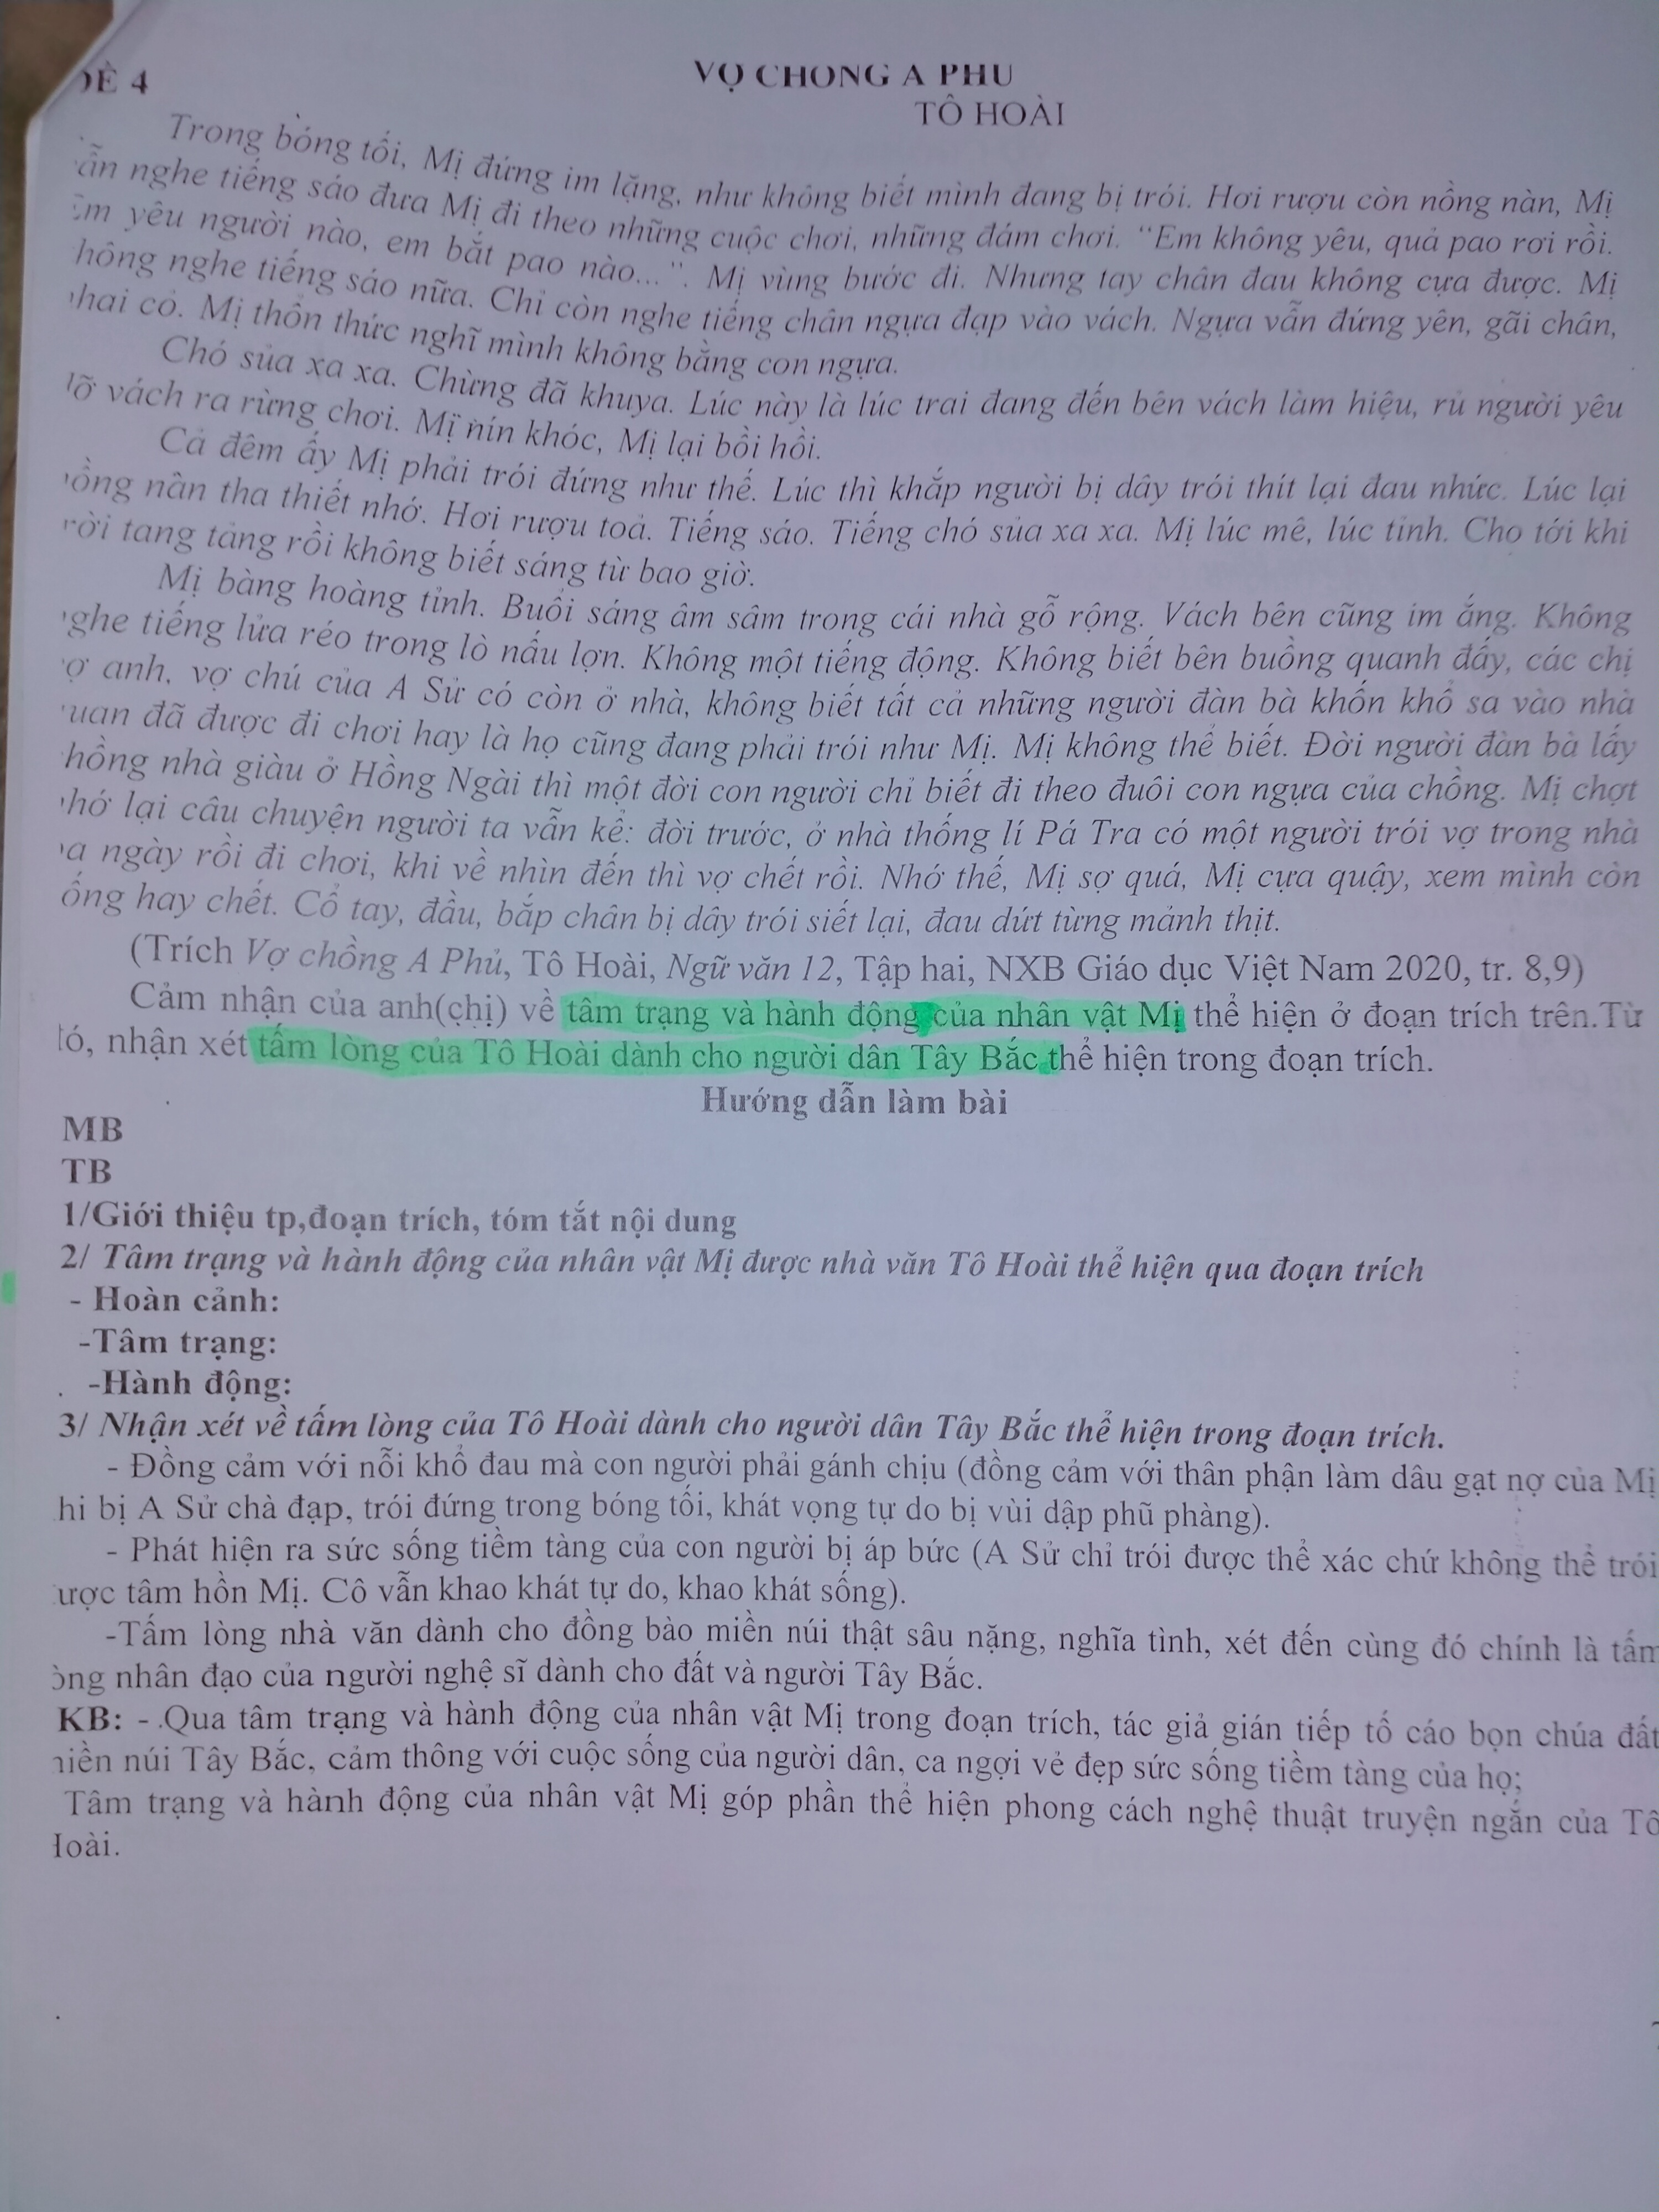 ĐỀ 4
VỢ CHỒNG A PHỦ
TÔ HOÀI
Trong bóng tối, Mị đứng im lặng, như không biết mình đang bị trói. Hơi rượu còn nồng nàn, Mị
nghe tiếng sáo đưa Mị đi theo những cuộc chơi, những đám chơi. "Em không yêu, quả pao rơi rồi.
yêu người nào, em bắt pao nào...". Mị vùng bước đi. Nhưng tay chân đau không cựa được. Mị
nghe tiếng sáo nữa. Chỉ còn nghe tiếng chân ngựa đạp vào vách. Ngựa vẫn đứng yên, gãi chân,
nhai cỏ. Mị thổn thức nghĩ mình không bằng con ngựa.
Chó sủa xa xa. Chừng đã khuya. Lúc này là lúc trai đang đến bên vách làm hiệu, rủ người yêu
dỡ vách ra rừng chơi. Mị nín khóc, Mị lại bồi hồi.
Cả đêm ấy Mị phải trói đứng như thế. Lúc thì khắp người bị dây trói thít lại đau nhức. Lúc lại
nồng nàn tha thiết nhớ. Hơi rượu toả. Tiếng sáo. Tiếng chó sủa xa xa. Mị lúc mê, lúc tỉnh. Cho tới khi
trời tang tảng rồi không biết sáng từ bao giờ.
Mị bàng hoàng tỉnh. Buổi sáng âm sâm trong cái nhà gỗ rộng. Vách bên cũng im ắng. Không
nghe tiếng lửa réo trong lò nấu lợn. Không một tiếng động. Không biết bên buồng quanh đấy, các chị
vợ anh, vợ chú của A Sử có còn ở nhà, không biết tất cả những người đàn bà khốn khổ sa vào nhà
quan đã được đi chơi hay là họ cũng đang phải trói như Mị. Mị không thể biết. Đời người đàn bà lấy
chồng nhà giàu ở Hồng Ngài thì một đời con người chỉ biết đi theo đuôi con ngựa của chồng. Mị chợt
nhớ lại câu chuyện người ta vẫn kể: đời trước, ở nhà thống lí Pá Tra có một người trói vợ trong nhà
ba ngày rồi đi chơi, khi về nhìn đến thì vợ chết rồi. Nhớ thế, Mị sợ quá, Mị cựa quậy, xem mình còn
sống hay chết. Cổ tay, đầu, bắp chân bị dây trói siết lại, đau dứt từng mảnh thịt.
(Trích Vợ chồng A Phủ, Tô Hoài, Ngữ văn 12, Tập hai, NXB Giáo dục Việt Nam 2020, tr. 8,9)
Cảm nhận của anh(chị) về tâm trạng và hành động của nhân vật Mị thể hiện ở đoạn trích trên.Từ
đó, nhận xét tấm lòng của Tô Hoài dành cho người dân Tây Bắc thể hiện trong đoạn trích.
Hướng dẫn làm bài
MB
TB
1/Giới thiệu tp,đoạn trích, tóm tắt nội dung
2/ Tâm trạng và hành động của nhân vật Mị được nhà văn Tô Hoài thể hiện qua đoạn trích
- Hoàn cảnh:
-Tâm trạng:
-Hành động:
3/ Nhận xét về tấm lòng của Tô Hoài dành cho người dân Tây Bắc thể hiện trong đoạn trích.
- Đồng cảm với nỗi khổ đau mà con người phải gánh chịu (đồng cảm với thân phận làm dâu gạt nợ của Mị
khi bị A Sử chà đạp, trói đứng trong bóng tối, khát vọng tự do bị vùi dập phũ phàng).
- Phát hiện ra sức sống tiềm tàng của con người bị áp bức (A Sử chỉ trói được thể xác chứ không thể trói
được tâm hồn Mị. Cô vẫn khao khát tự do, khao khát sống).
-Tấm lòng nhà văn dành cho đồng bào miền núi thật sâu nặng, nghĩa tình, xét đến cùng đó chính là tấm
lòng nhân đạo của người nghệ sĩ dành cho đất và người Tây Bắc.
KB: - .Qua tâm trạng và hành động của nhân vật Mị trong đoạn trích, tác giả gián tiếp tố cáo bọn chúa đất
miền núi Tây Bắc, cảm thông với cuộc sống của người dân, ca ngợi vẻ đẹp sức sống tiềm tàng của họ;
Tâm trạng và hành động của nhân vật Mị góp phần thể hiện phong cách nghệ thuật truyện ngắn của Tô
Hoài.